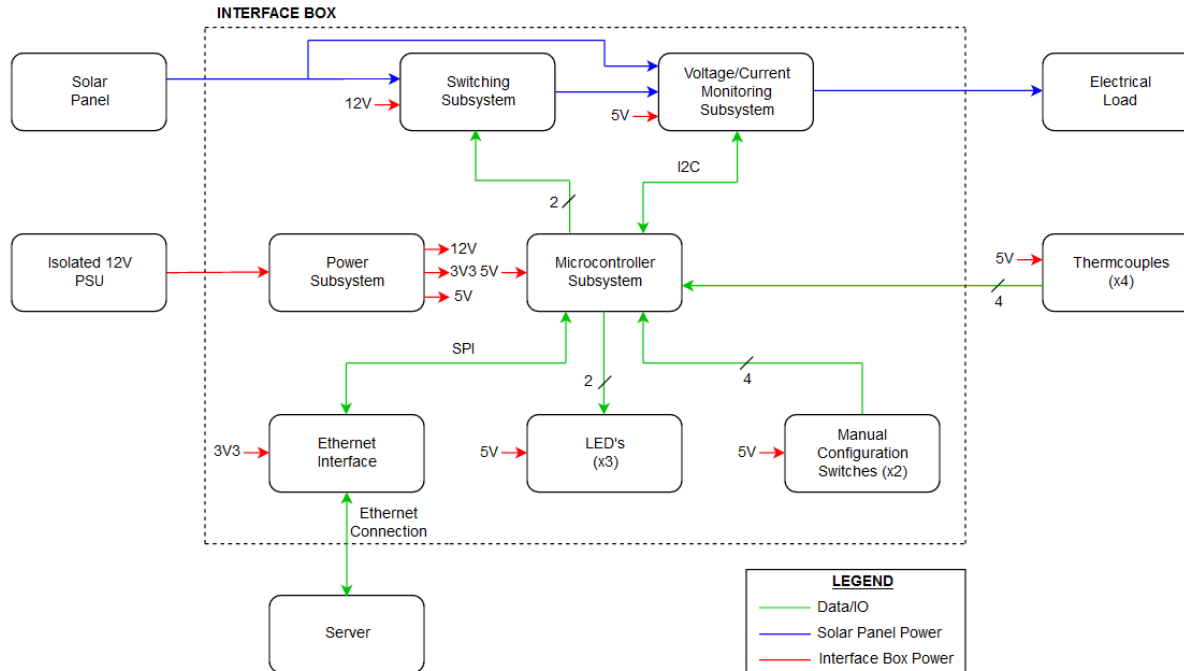 INTERFACE BOX
Solar
Panel
Switching
Subsystem
12V
Voltage/Current
Monitoring
Subsystem
5V
Electrical
Load
2
I2C
Isolated 12V
PSU
Power
Subsystem
12V
3V3
5V
5V
Microcontroller
Subsystem
5V
Thermcouples
(x4)
4
SPI
2
4
3V3
Ethernet
Interface
5V
LED's
(x3)
5V
Manual
Configuration
Switches (x2)
Ethernet
Connection
Server
LEGEND
Data/IO
Solar Panel Power
Interface Box Power